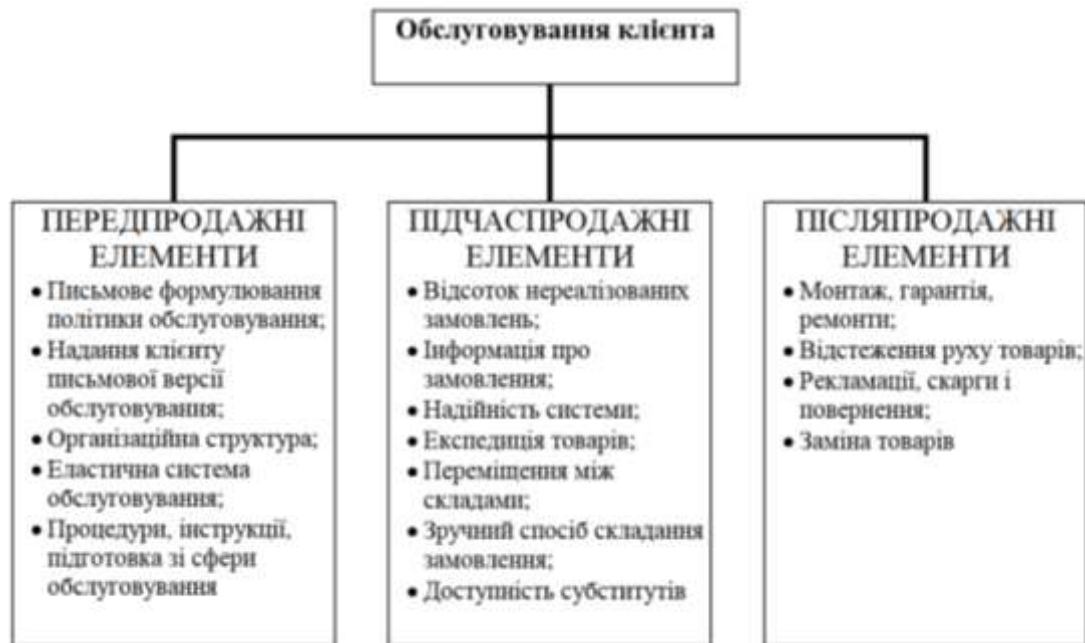 Обслуговування клієнта
ПЕРЕДПРОДАЖНІ
ЕЛЕМЕНТИ
• Письмове формулювання
політики обслуговування;
• Надання клієнту
письмової версії
обслуговування;
• Організаційна структура;
• Еластична система
обслуговування;
• Процедури, інструкції,
підготовка зі сфери
обслуговування
ПІДЧАСПРОДАЖНІ
ЕЛЕМЕНТИ
• Відсоток нереалізованих
замовлень;
• Інформація про
замовлення;
• Надійність системи;
• Експедиція товарів;
• Переміщення між
складами;
• Зручний спосіб складання
замовлення;
• Доступність субститутів
ПІСЛЯПРОДАЖНІ
ЕЛЕМЕНТИ
• Монтаж, гарантія,
ремонти;
• Відстеження руху товарів;
• Рекламації, скарги і
повернення;
• Заміна товарів